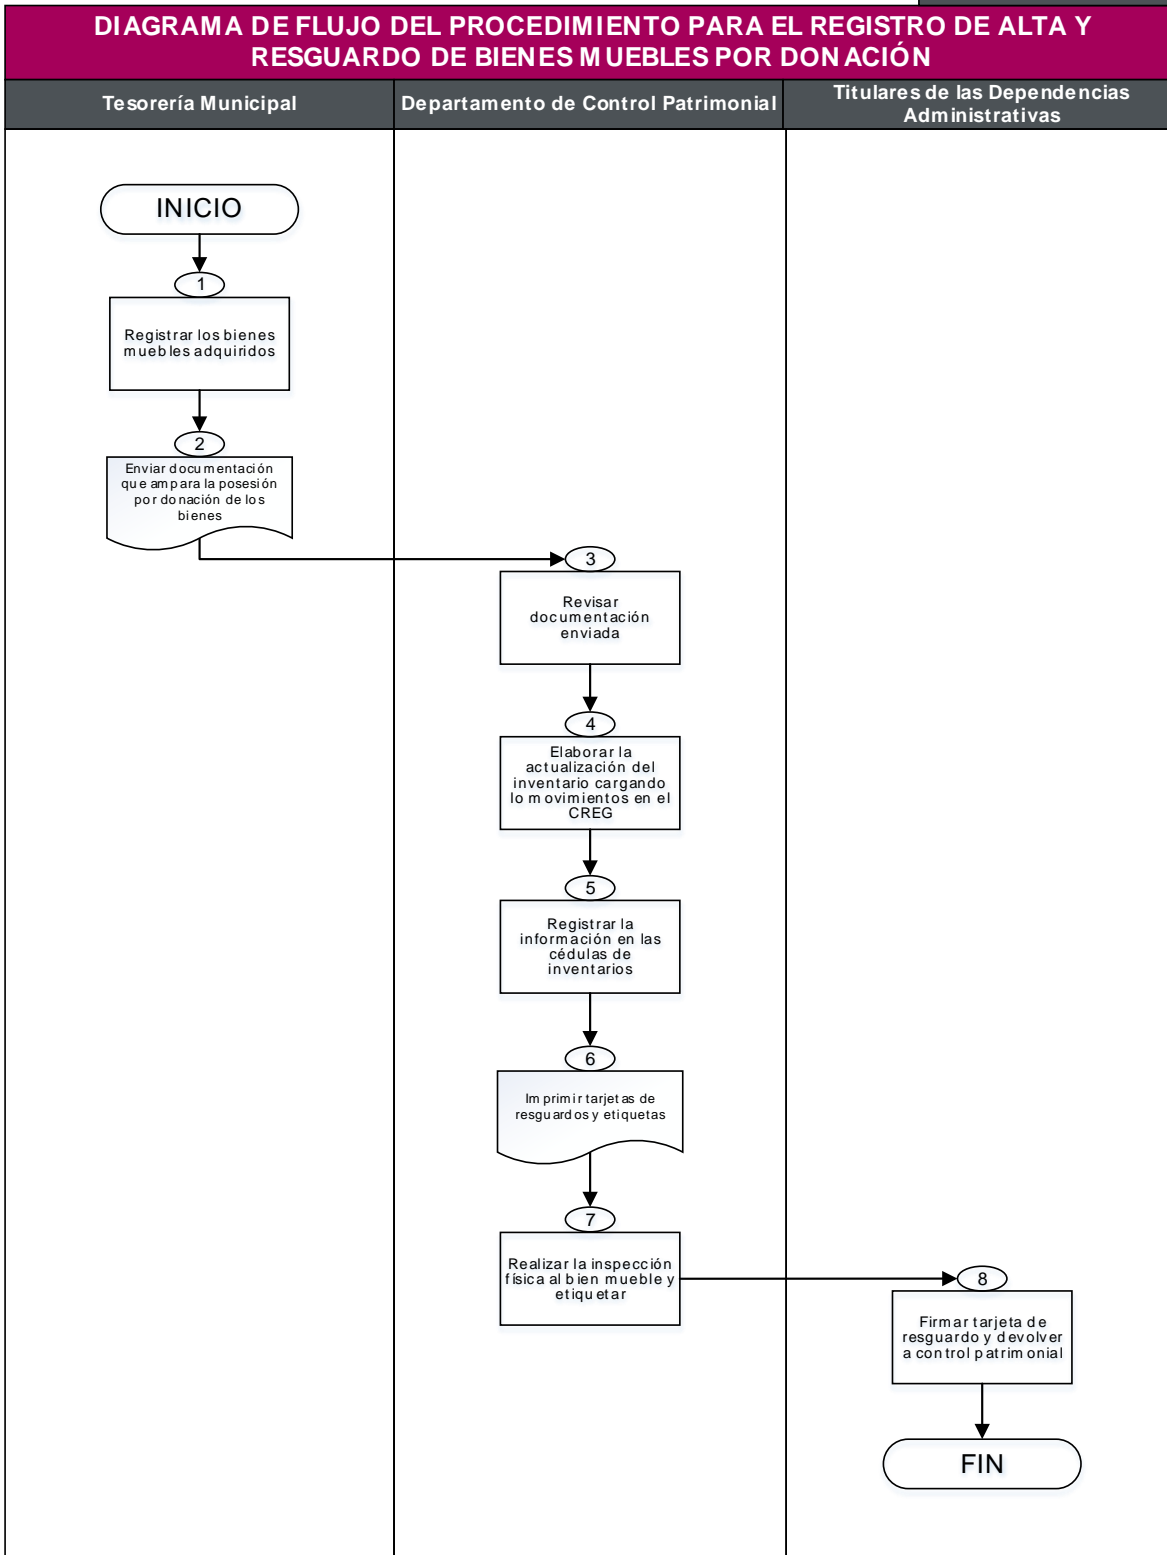 DIAGRAMA DE FLUJO DEL PROCEDIMIENTO PARA EL REGISTRO DE ALTA Y
RESGUARDO DE BIENES MUEBLES POR DONACIÓN
Tesorería Municipal
Departamento de Control Patrimonial
Titulares de las Dependencias
Administrativas
INICIO
1
Registrar los bienes
muebles adquiridos
2
Enviar documentación
que ampara la posesión
por donación de los
bienes
3
Revisar
documentación
enviada
4
Elaborar la
actualización del
inventario cargando
lo movimientos en el
CREG
5
Registrar la
información en las
cédulas de
inventarios
6
Imprimir tarjetas de
resguardos y etiquetas
7
Realizar la inspección
física al bien mueble y
etiquetar
8
Firmar tarjeta de
resguardo y devolver
a control patrimonial
FIN